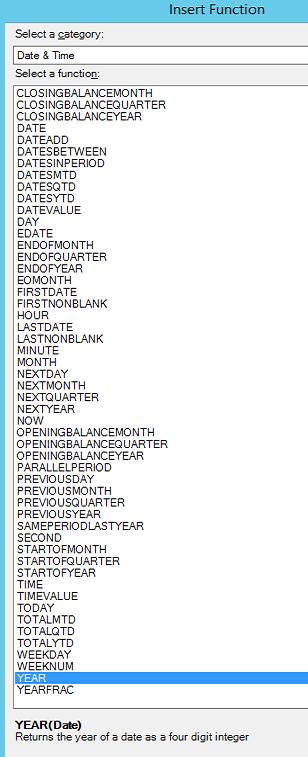 Insert Function
Select a category:
Date & Time
Select a function:
CLOSINGBALANCEMONTH
CLOSINGBALANCEQUARTER
CLOSINGBALANCEYEAR
DATE
DATEADD
DATESBETWEEN
DATESINPERIOD
DATESMTD
DATESQTD
DATESYTD
DATEVALUE
DAY
EDATE
ENDOFMONTH
ENDOFQUARTER
ENDOFYEAR
EOMONTH
FIRSTDATE
FIRSTNONBLANK
HOUR
LASTDATE
LASTNONBLANK
MINUTE
MONTH
NEXTDAY
NEXTMONTH
NEXTQUARTER
NEXTYEAR
NOW
OPENINGBALANCEMONTH
OPENINGBALANCEQUARTER
OPENINGBALANCEYEAR
PARALLELPERIOD
PREVIOUSDAY
PREVIOUSMONTH
PREVIOUSQUARTER
PREVIOUSYEAR
SAMEPERIODLASTYEAR
SECOND
STARTOFMONTH
STARTOFQUARTER
STARTOFYEAR
TIME
TIMEVALUE
TODAY
TOTALMTD
TOTALQTD
TOTALYTD
WEEKDAY
WEEKNUM
YEAR
YEARFRAC
YEAR(Date)
Returns the year of a date as a four digit integer